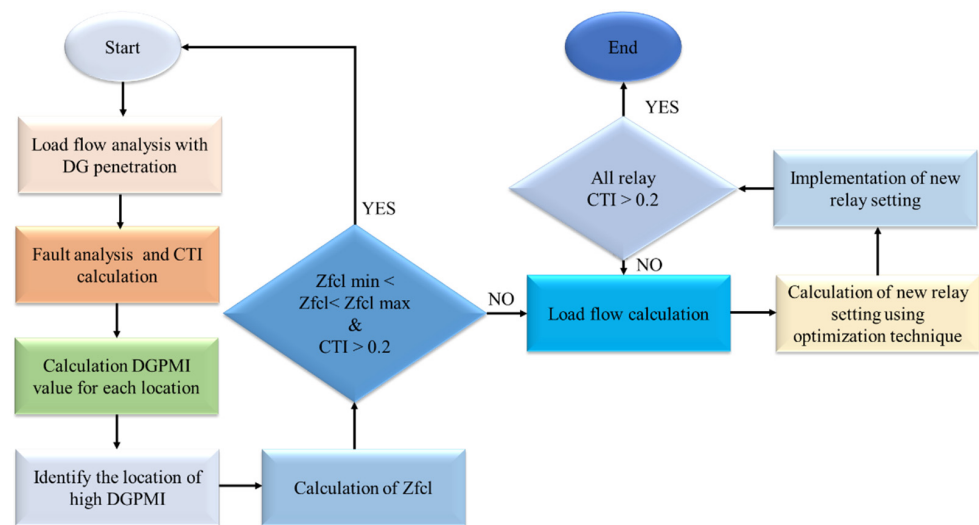 Start
Load flow analysis with
DG penetration
Fault analysis and CTI
calculation
Calculation DGPMI
value for each location
Identify the location of
high DGPMI
Calculation of Zfcl
YES
Zfcl min <
Zfcl< Zfcl max
&
CTI > 0.2
NO
Load flow calculation
Calculation of new relay
setting using
optimization technique
Implementation of new
relay setting
All relay
CTI > 0.2
NO
YES
End